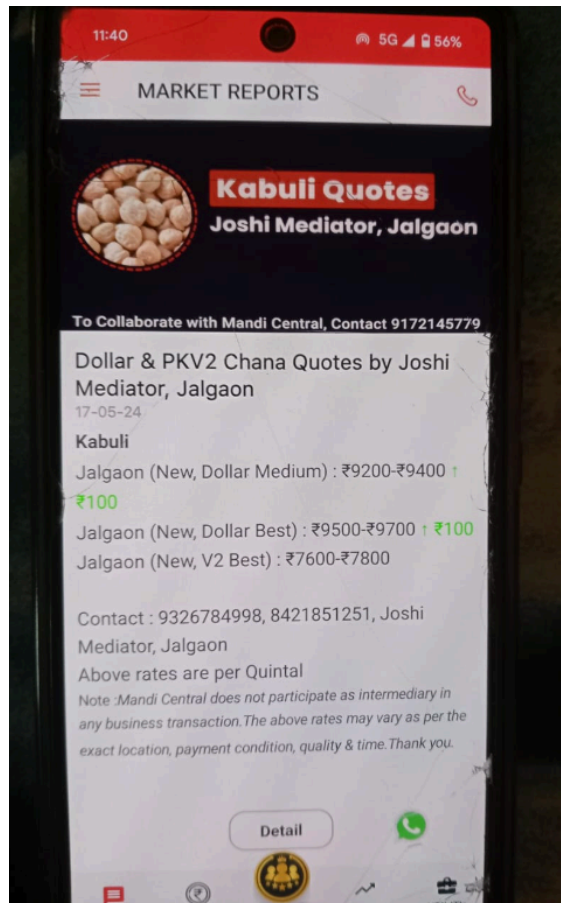 11:40
5G 56%
MARKET REPORTS
Kabuli Quotes
Joshi Mediator, Jalgaon
To Collaborate with Mandi Central, Contact 9172145779
Dollar & PKV2 Chana Quotes by Joshi
Mediator, Jalgaon
17-05-24
Kabuli
Jalgaon (New, Dollar Medium) : ₹9200-₹9400 ↑
₹100
Jalgaon (New, Dollar Best) : ₹9500-₹9700 ↑ ₹100
Jalgaon (New, V2 Best) : ₹7600-₹7800
Contact : 9326784998, 8421851251, Joshi
Mediator, Jalgaon
Above rates are per Quintal
Note :Mandi Central does not participate as intermediary in
any business transaction.The above rates may vary as per the
exact location, payment condition, quality & time.Thank you.
Detail